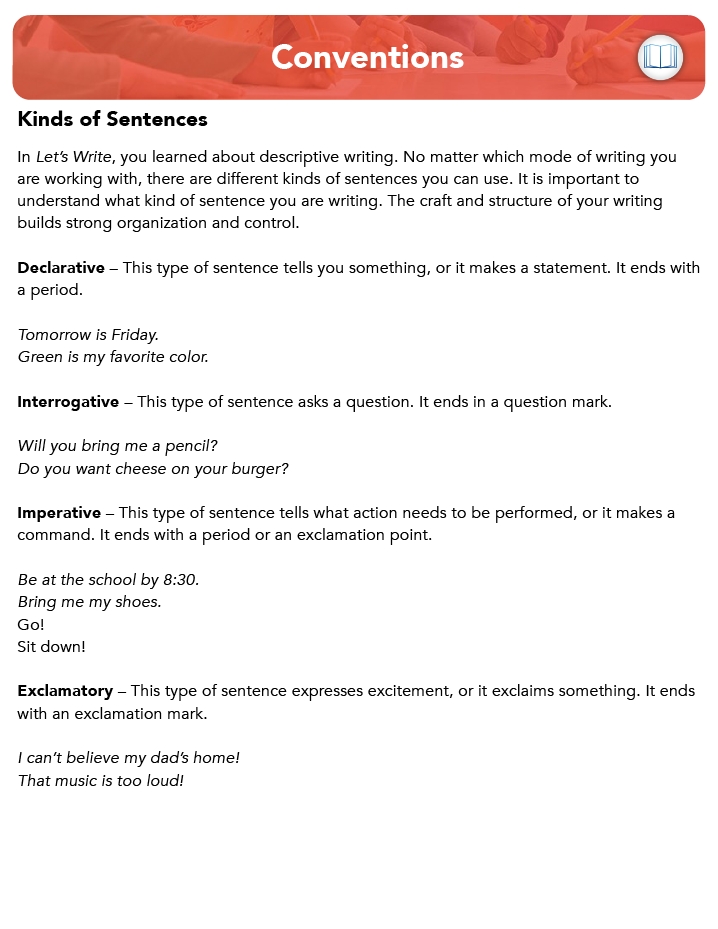 Conventions
Kinds of Sentences
In Let’s Write, you learned about descriptive writing. No matter which mode of writing you
are working with, there are different kinds of sentences you can use. It is important to
understand what kind of sentence you are writing. The craft and structure of your writing
builds strong organization and control.
Declarative – This type of sentence tells you something, or it makes a statement. It ends with
a period.
Tomorrow is Friday.
Green is my favorite color.
Interrogative – This type of sentence asks a question. It ends in a question mark.
Will you bring me a pencil?
Do you want cheese on your burger?
Imperative – This type of sentence tells what action needs to be performed, or it makes a
command. It ends with a period or an exclamation point.
Be at the school by 8:30.
Bring me my shoes.
Go!
Sit down!
Exclamatory – This type of sentence expresses excitement, or it exclaims something. It ends
with an exclamation mark.
I can’t believe my dad’s home!
That music is too loud!